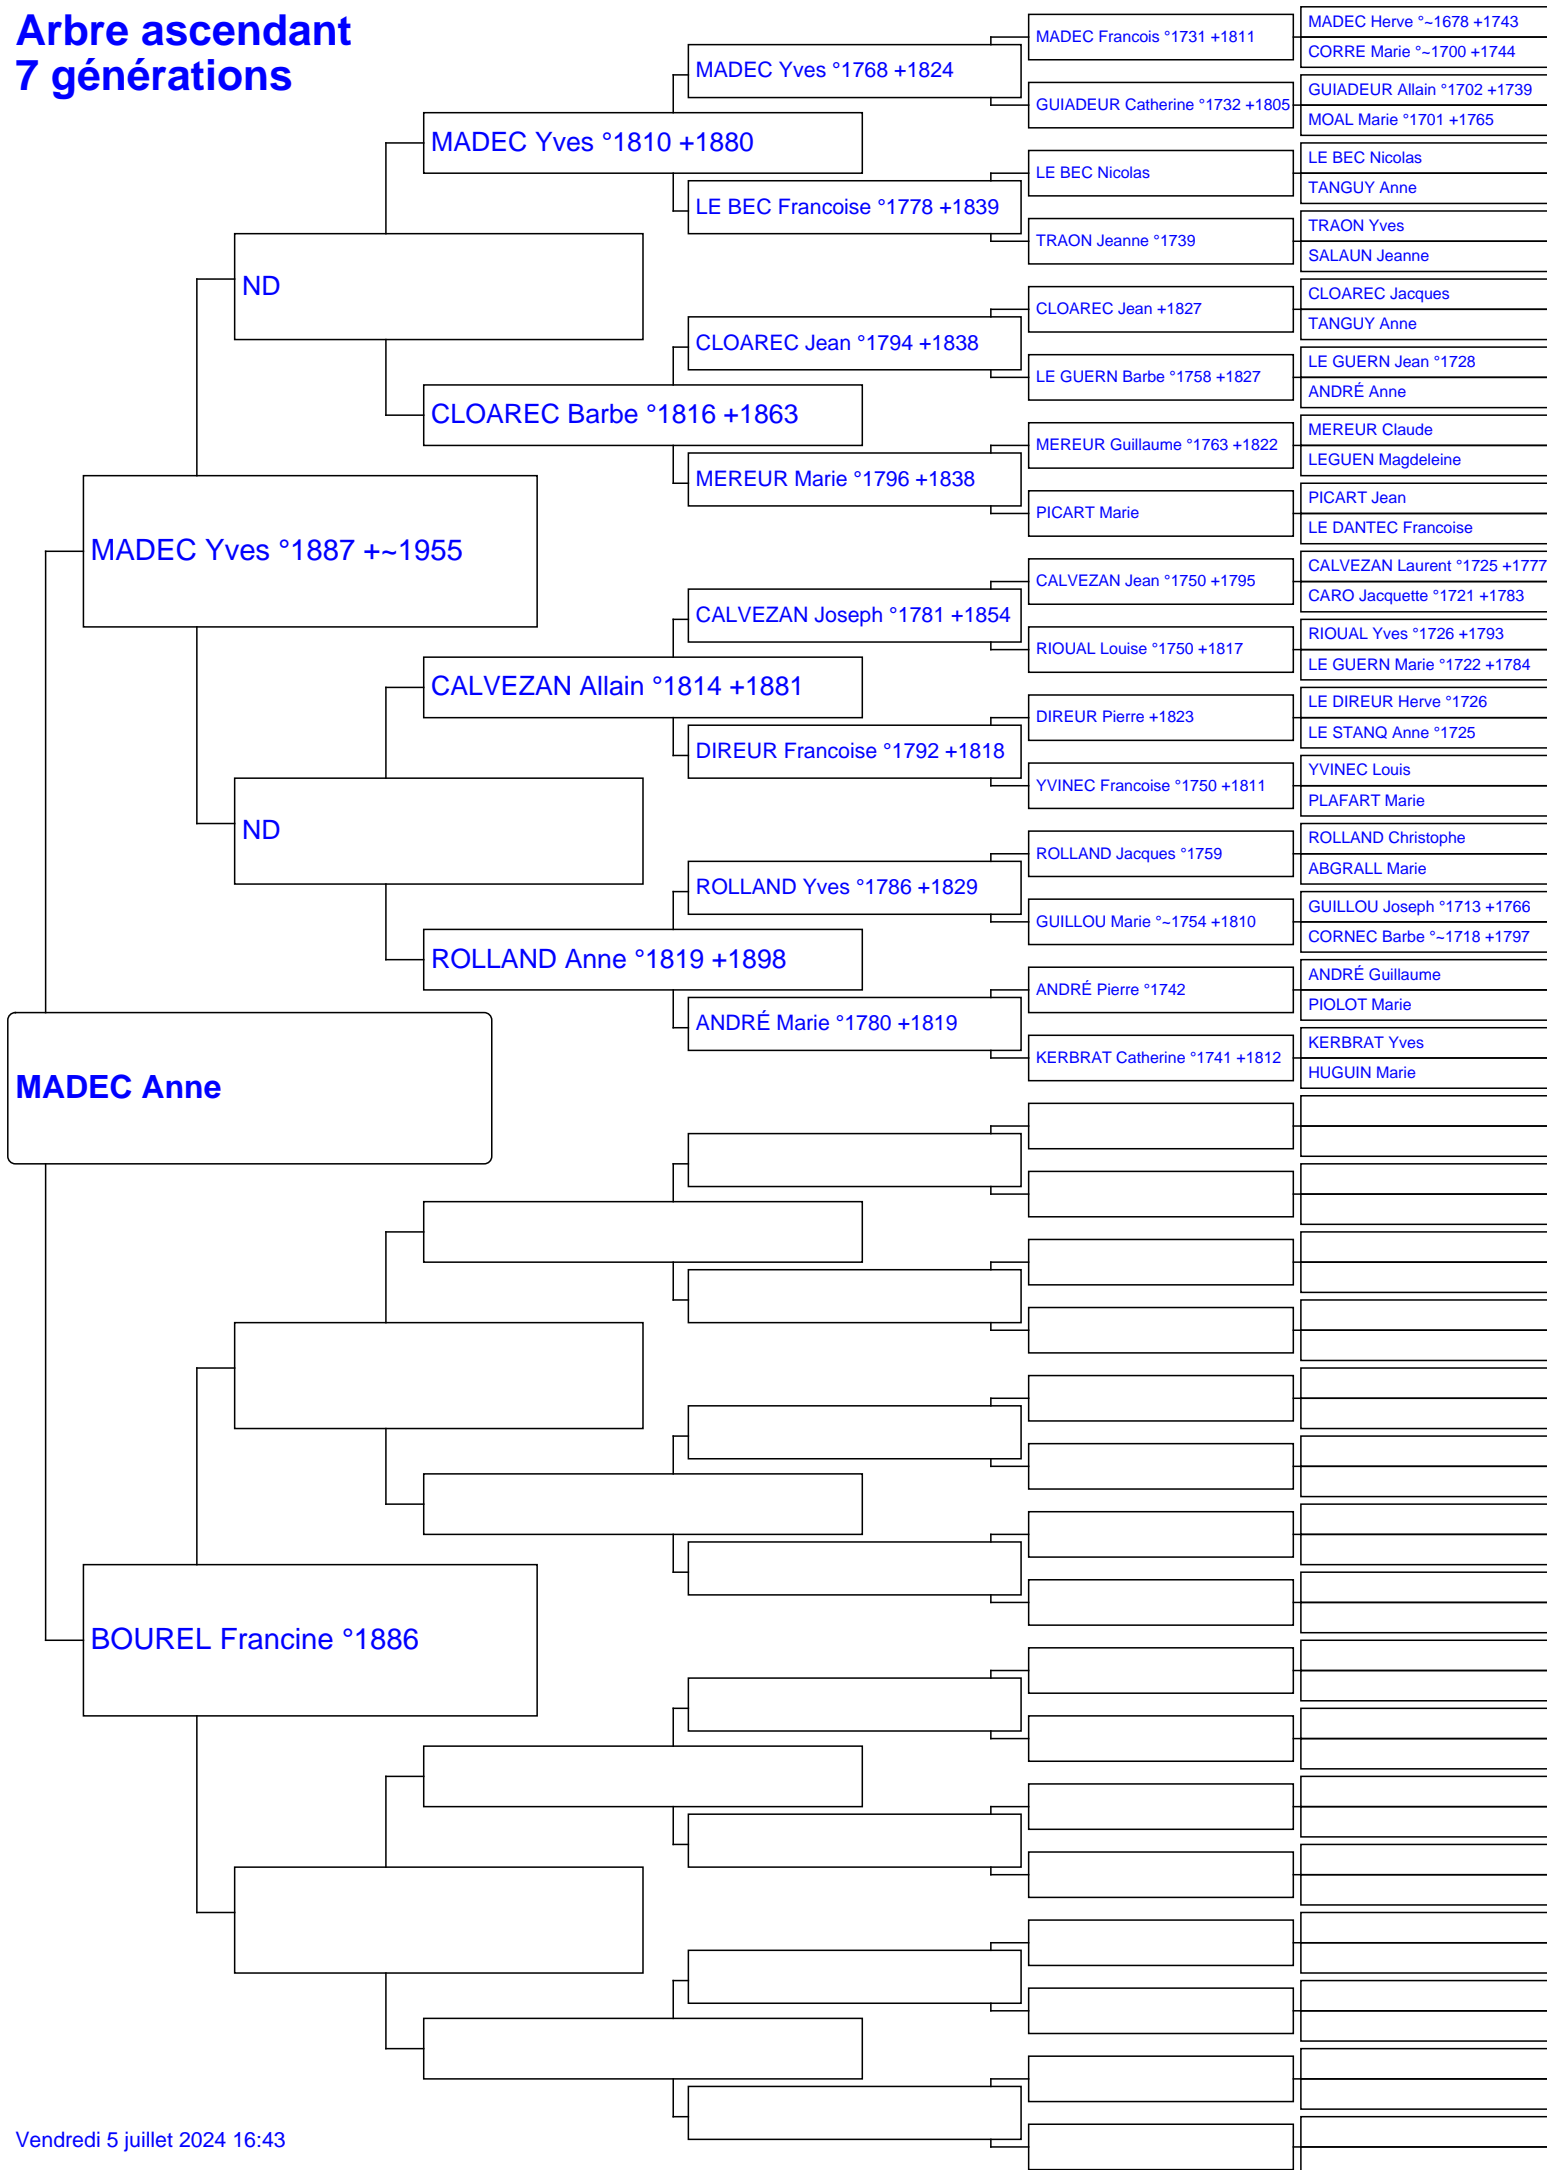 Arbre ascendant
7 générations
MADEC Anne
MADEC Yves °1887 +~1955
BOUREL Francine °1886
ND
ND
MADEC Yves °1810 +1880
CLOAREC Barbe °1816 +1863
CALVEZAN Allain °1814 +1881
ROLLAND Anne °1819 +1898
MADEC Yves °1768 +1824
LE BEC Francoise °1778 +1839
CLOAREC Jean °1794 +1838
MEREUR Marie °1796 +1838
CALVEZAN Joseph °1781 +1854
DIREUR Francoise °1792 +1818
ROLLAND Yves °1786 +1829
ANDRÉ Marie °1780 +1819
MADEC Francois °1731 +1811
GUIADEUR Catherine °1732 +1805
LE BEC Nicolas
TRAON Jeanne °1739
CLOAREC Jean +1827
LE GUERN Barbe °1758 +1827
MEREUR Guillaume °1763 +1822
PICART Marie
CALVEZAN Jean °1750 +1795
RIOUAL Louise °1750 +1817
DIREUR Pierre +1823
YVINEC Francoise °1750 +1811
ROLLAND Jacques °1759
GUILLOU Marie °~1754 +1810
ANDRÉ Pierre °1742
KERBRAT Catherine °1741 +1812
MADEC Herve °~1678 +1743
CORRE Marie °~1700 +1744
GUIADEUR Allain °1702 +1739
MOAL Marie °1701 +1765
LE BEC Nicolas
TANGUY Anne
TRAON Yves
SALAUN Jeanne
CLOAREC Jacques
TANGUY Anne
LE GUERN Jean °1728
ANDRÉ Anne
MEREUR Claude
LEGUEN Magdeleine
PICART Jean
LE DANTEC Francoise
CALVEZAN Laurent °1725 +1777
CARO Jacquette °1721 +1783
RIOUAL Yves °1726 +1793
LE GUERN Marie °1722 +1784
LE DIREUR Herve °1726
LE STANQ Anne °1725
YVINEC Louis
PLAFART Marie
ROLLAND Christophe
ABGRALL Marie
GUILLOU Joseph °1713 +1766
CORNEC Barbe °~1718 +1797
ANDRÉ Guillaume
PIOLOT Marie
KERBRAT Yves
HUGUIN Marie
Vendredi 5 juillet 2024 16:43